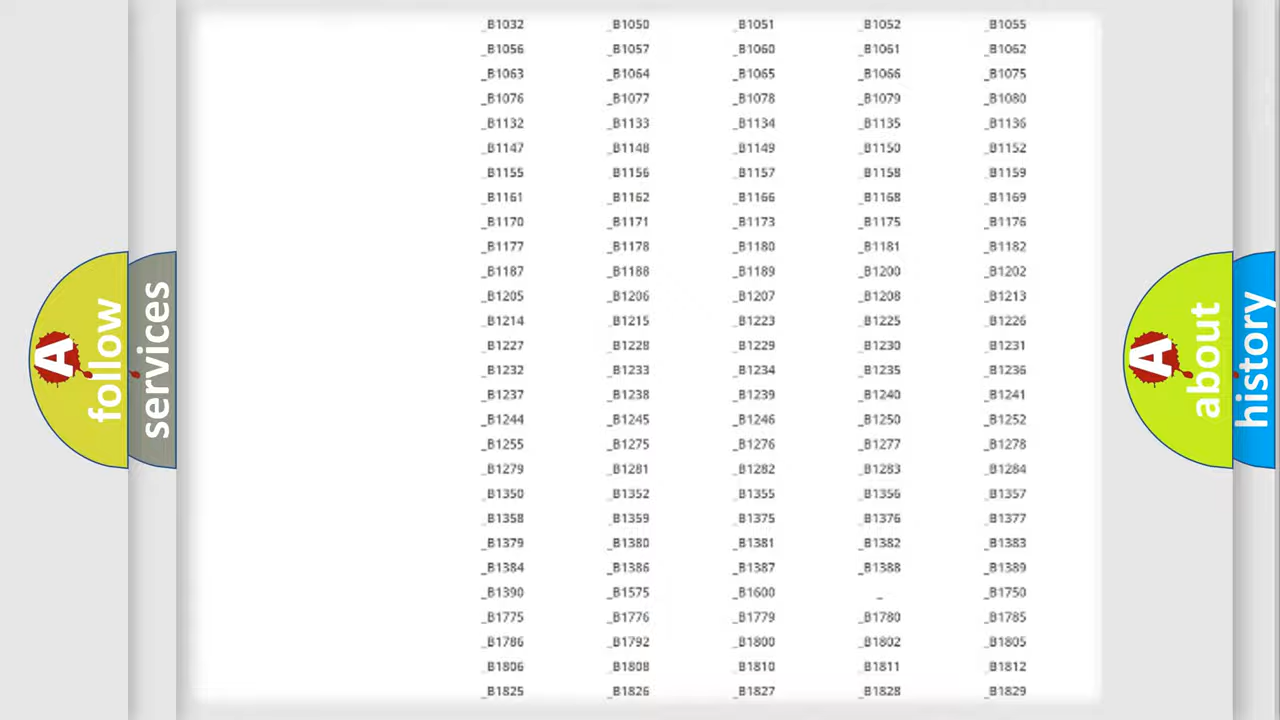 _B1032 _B1050 _B1051 _B1052 _B1055
_B1056 _B1057 _B1060 _B1061 _B1062
_B1063 _B1064 _B1065 _B1066 _B1075
_B1076 _B1077 _B1078 _B1079 _B1080
_B1132 _B1133 _B1134 _B1135 _B1136
_B1147 _B1148 _B1149 _B1150 _B1152
_B1155 _B1156 _B1157 _B1158 _B1159
_B1161 _B1162 _B1166 _B1168 _B1169
_B1170 _B1171 _B1173 _B1175 _B1176
_B1177 _B1178 _B1180 _B1181 _B1182
_B1187 _B1188 _B1189 _B1200 _B1202
_B1205 _B1206 _B1207 _B1208 _B1213
_B1214 _B1215 _B1223 _B1225 _B1226
_B1227 _B1228 _B1229 _B1230 _B1231
_B1232 _B1233 _B1234 _B1235 _B1236
_B1237 _B1238 _B1239 _B1240 _B1241
_B1244 _B1245 _B1246 _B1250 _B1252
_B1255 _B1275 _B1276 _B1277 _B1278
_B1279 _B1281 _B1282 _B1283 _B1284
_B1350 _B1352 _B1355 _B1356 _B1357
_B1358 _B1359 _B1375 _B1376 _B1377
_B1379 _B1380 _B1381 _B1382 _B1383
_B1384 _B1386 _B1387 _B1388 _B1389
_B1390 _B1575 _B1600 _ _B1750
_B1775 _B1776 _B1779 _B1780 _B1785
_B1786 _B1792 _B1800 _B1802 _B1805
_B1806 _B1808 _B1810 _B1811 _B1812
_B1825 _B1826 _B1827 _B1828 _B1829
A
follow
services
A
about
history